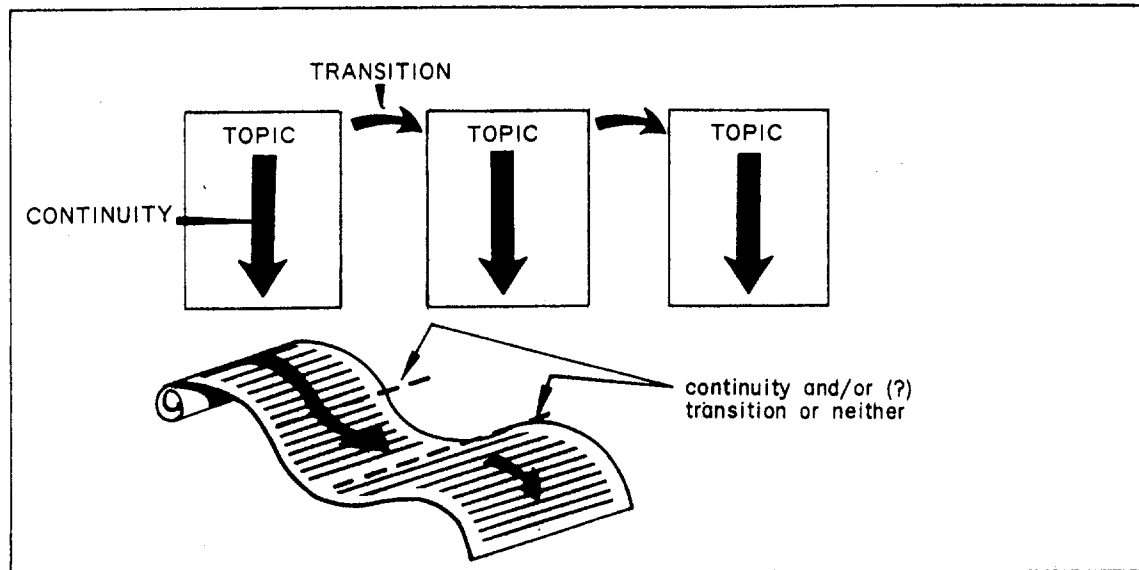 TRANSITION
TOPIC
TOPIC
TOPIC
CONTINUITY
continuity and/or (?)
transition or neither